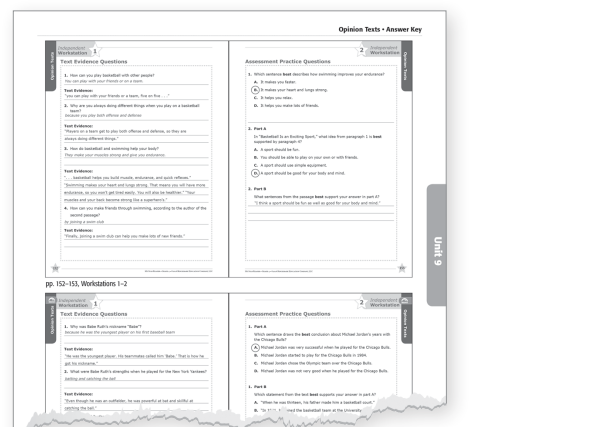 Opinion Texts • Answer Key
Independent
Workstation 1
Opinion Texts
Text Evidence Questions
1. How can you play basketball with other people?
You can play with your friends or on a team.
Text Evidence:
"you can play with your friends or a team, five on five . . ."
2. Why are you always doing different things when you play on a basketball
team?
because you play both offense and defense
Text Evidence:
"Players on a team get to play both offense and defense, so they are
always doing different things."
3. How do basketball and swimming help your body?
They make your muscles strong and give you endurance.
Text Evidence:
". . . basketball helps you build muscle, endurance, and quick reflexes."
"Swimming makes your heart and lungs strong. That means you will have more
endurance, so you won't get tired easily. You will also be healthier." "Your
muscles and your back become strong like a superhero's."
4. How can you make friends through swimming, according to the author of the
second passage?
by joining a swim club
Text Evidence:
"Finally, joining a swim club can help you make lots of new friends."
2 Independent
Workstation
Opinion Texts
Assessment Practice Questions
1. Which sentence best describes how swimming improves your endurance?
A. It makes you faster.
B. It makes your heart and lungs strong.
C. It helps you relax.
D. It helps you make lots of friends.
2. Part A
In "Basketball Is an Exciting Sport," what idea from paragraph 1 is best
supported by paragraph 4?
A. A sport should be fun.
B. You should be able to play on your own or with friends.
C. A sport should use simple equipment.
D. A sport should be good for your body and mind.
2. Part B
What sentences from the passage best support your answer in part A?
"I think a sport should be fun as well as good for your body and mind."
Unit 9
pp. 152–153, Workstations 1–2
Independent
Workstation 1
Opinion Texts
Text Evidence Questions
1. Why was Babe Ruth's nickname "Babe"?
because he was the youngest player on his first baseball team
Text Evidence:
"He was the youngest player. His teammates called him 'Babe.' That is how he
got his nickname."
2. What were Babe Ruth's strengths when he played for the New York Yankees?
batting and catching the ball
Text Evidence:
"Even though he was an outfielder, he was powerful at bat and skillful at
catching the ball."
2 Independent
Workstation
Opinion Texts
Assessment Practice Questions
1. Part A
Which sentence draws the best conclusion about Michael Jordan's years with
the Chicago Bulls?
A. Michael Jordan was very successful when he played for the Chicago Bulls.
B. Michael Jordan started to play for the Chicago Bulls in 1984.
C. Michael Jordan chose the Olympic team over the Chicago Bulls.
D. Michael Jordan was not very good when he played for the Chicago Bulls.
1. Part B
Which statement from the text best supports your answer in part A?
A. "When he was thirteen, his father made him a basketball court."
B. "In the basketball team at the University